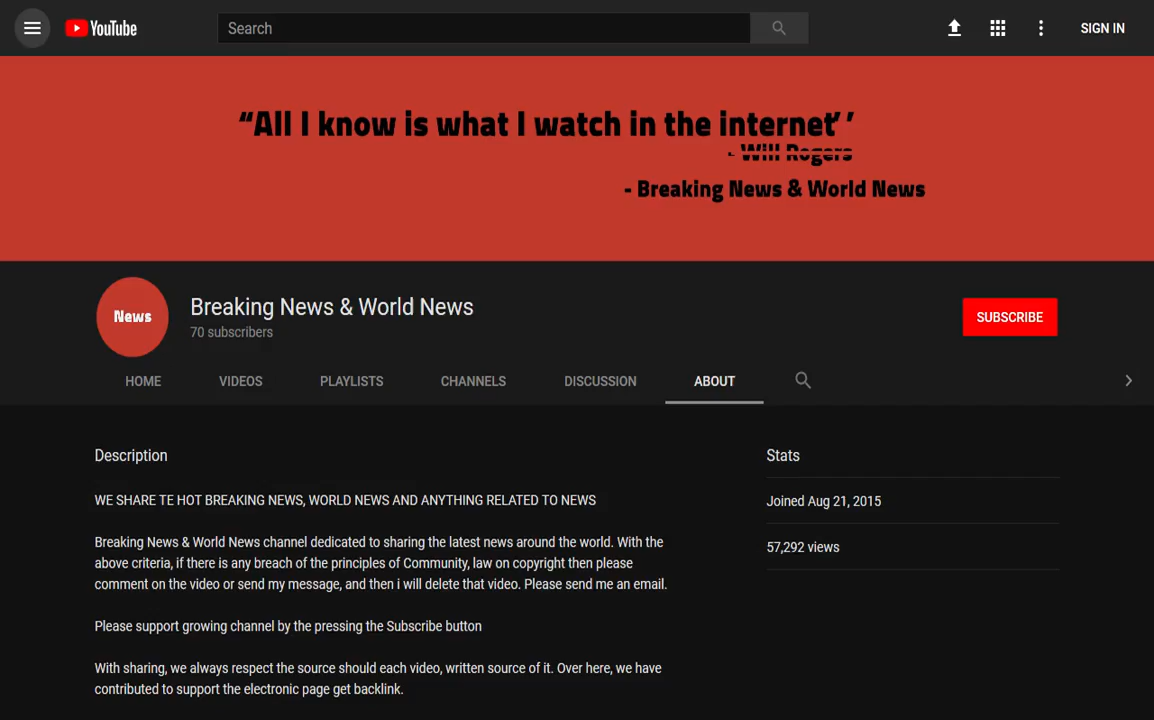 YouTube
Search
SIGN IN
“All I know is what I watch in the internet’’
- Will Rogers
- Breaking News & World News
News
Breaking News & World News
70 subscribers
SUBSCRIBE
HOME VIDEOS PLAYLISTS CHANNELS DISCUSSION ABOUT
Description
WE SHARE TE HOT BREAKING NEWS, WORLD NEWS AND ANYTHING RELATED TO NEWS
Breaking News & World News channel dedicated to sharing the latest news around the world. With the
above criteria, if there is any breach of the principles of Community, law on copyright then please
comment on the video or send my message, and then i will delete that video. Please send me an email.
Please support growing channel by the pressing the Subscribe button
With sharing, we always respect the source should each video, written source of it. Over here, we have
contributed to support the electronic page get backlink.
Stats
Joined Aug 21, 2015
57,292 views